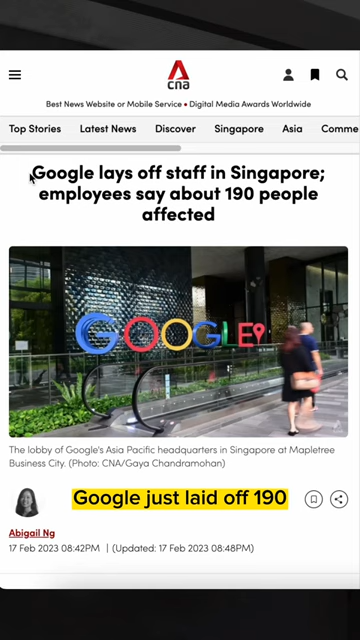 cna
Best News Website or Mobile Service • Digital Media Awards Worldwide
Top Stories Latest News Discover Singapore Asia Comme
Google lays off staff in Singapore;
employees say about 190 people
affected
GOOGLE
The lobby of Google's Asia Pacific headquarters in Singapore at Mapletree
Business City. (Photo: CNA/Gaya Chandramohan)
Google just laid off 190
Abigail Ng
17 Feb 2023 08:42PM | (Updated: 17 Feb 2023 08:48PM)